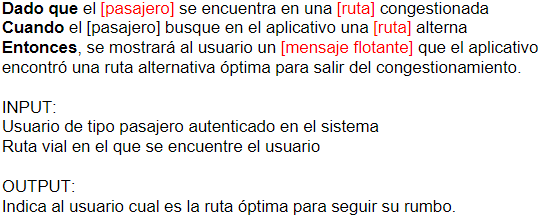 Dado que el [pasajero] se encuentra en una [ruta] congestionada
Cuando el [pasajero] busque en el aplicativo una [ruta] alterna
Entonces, se mostrará al usuario un [mensaje flotante] que el aplicativo
encontró una ruta alternativa óptima para salir del congestionamiento.

INPUT:
Usuario de tipo pasajero autenticado en el sistema
Ruta vial en el que se encuentre el usuario

OUTPUT:
Indica al usuario cual es la ruta óptima para seguir su rumbo.